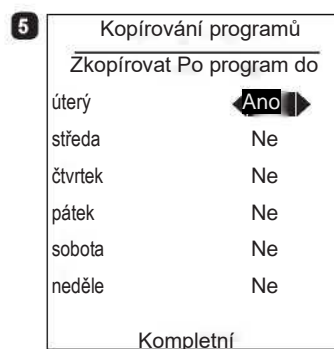 5
Kopírování programů
Zkopírovat Po program do
úterý Ano
středa Ne
čtvrtek Ne
pátek Ne
sobota Ne
neděle Ne
Kompletní